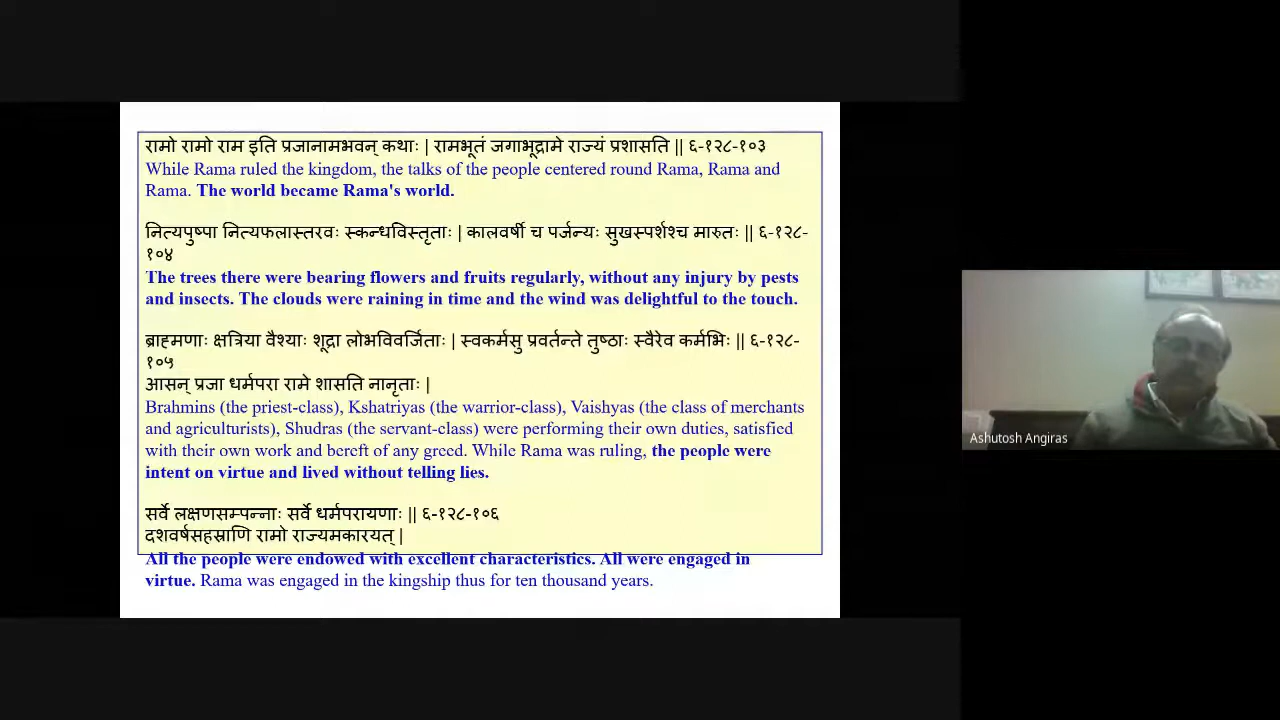 रामो रामो राम इति प्रजानामभवन् कथाः | रामभूतं जगाभूद्रामे राज्यं प्रशासति || ६-१२८-१०३
While Rama ruled the kingdom, the talks of the people centered round Rama, Rama and
Rama. The world became Rama's world.
नित्यपुष्पा नित्यफलास्तरवः स्कन्धविस्तृताः | कालवर्षी च पर्जन्यः सुखस्पर्शश्च मारुतः || ६-१२८-
१०४
The trees there were bearing flowers and fruits regularly, without any injury by pests
and insects. The clouds were raining in time and the wind was delightful to the touch.
ब्राह्मणाः क्षत्रिया वैश्याः शूद्रा लोभविवर्जिताः | स्वकर्मसु प्रवर्तन्ते तुष्ठाः स्वैरेव कर्मभिः || ६-१२८-
१०५
आसन् प्रजा धर्मपरा रामे शासति नानृताः |
Brahmins (the priest-class), Kshatriyas (the warrior-class), Vaishyas (the class of merchants
and agriculturists), Shudras (the servant-class) were performing their own duties, satisfied
with their own work and bereft of any greed. While Rama was ruling, the people were
intent on virtue and lived without telling lies.
सर्वे लक्षणसम्पन्नाः सर्वे धर्मपरायणाः || ६-१२८-१०६
दशवर्षसहस्राणि रामो राज्यमकारयत् |
All the people were endowed with excellent characteristics. All were engaged in
virtue. Rama was engaged in the kingship thus for ten thousand years.
Ashutosh Angiras